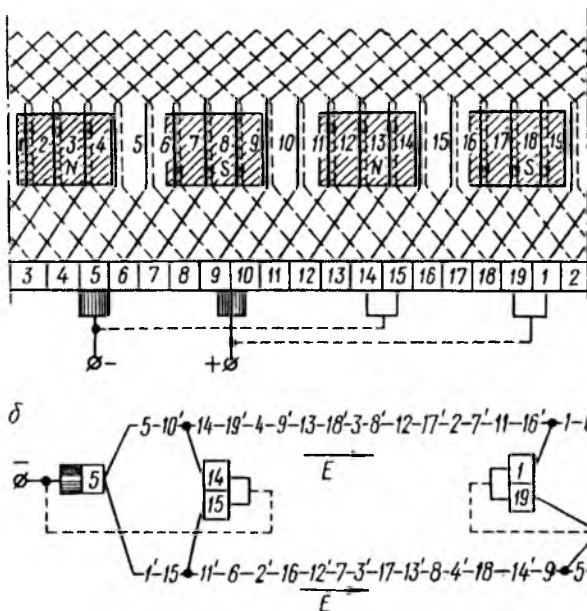 1 2 3 4 5 6 7 8 9 10 11 12 13 14 15 16 17 18 19
N S N S
3 4 5 6 7 8 9 10 11 12 13 14 15 16 17 18 19 1 2
- +
б
5-10'-14-19'-4-9'-13-18'-3-8'-12-17'-2-7'-11-16'-1-
E
- 5 14 1
15 19
1'-15-11'-6-2'-16-12'-7-3'-17-13'-8-4'-18-14'-9-5
E